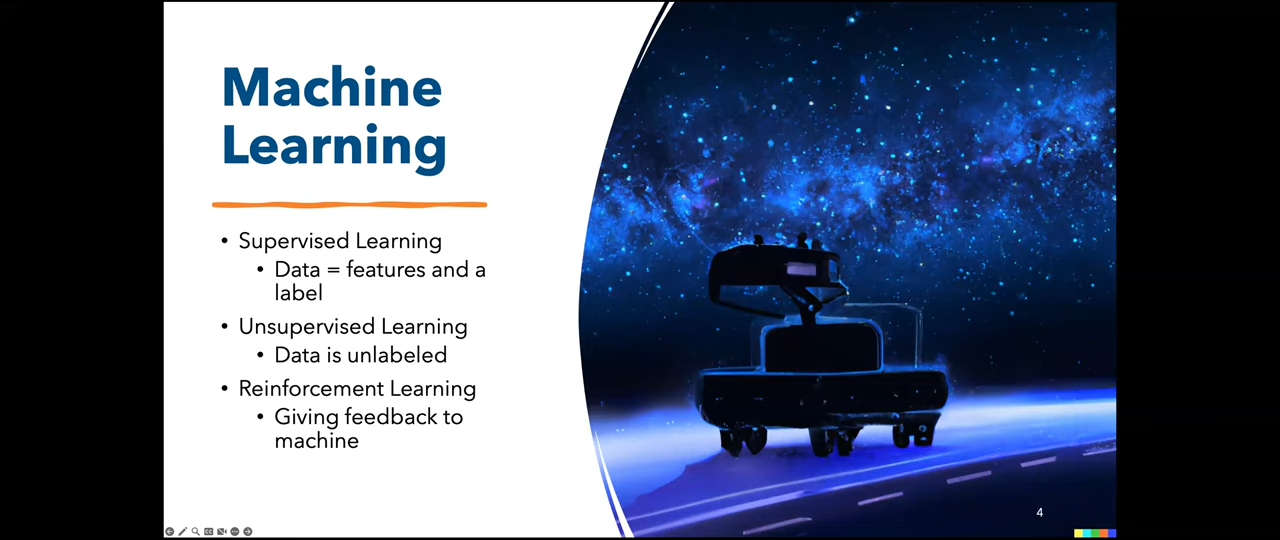 Machine
Learning
• Supervised Learning
• Data = features and a
label
• Unsupervised Learning
• Data is unlabeled
• Reinforcement Learning
• Giving feedback to
machine
4